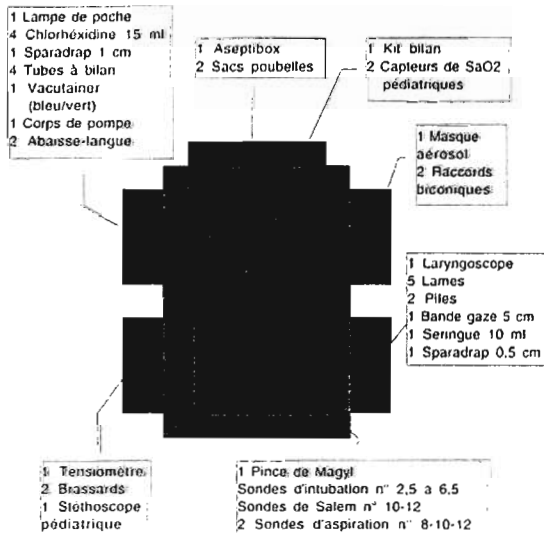 1 Lampe de poche
4 Chlorhéxidine 15 ml
1 Sparadrap 1 cm
4 Tubes à bilan
1 Vacutainer
(bleu/vert)
1 Corps de pompe
2 Abaisse-langue
1 Aseptibox
2 Sacs poubelles
1 Kit bilan
2 Capteurs de SaO2
pédiatriques
1 Masque
aérosol
2 Raccords
biconiques
1 Laryngoscope
5 Lames
2 Piles
1 Bande gaze 5 cm
1 Seringue 10 ml
1 Sparadrap 0.5 cm
1 Tensiomètre
2 Brassards
1 Stéthoscope
pédiatrique
1 Pince de Magyl
Sondes d'intubation n° 2,5 a 6,5
Sondes de Salem n° 10-12
2 Sondes d'aspiration n° 8-10-12